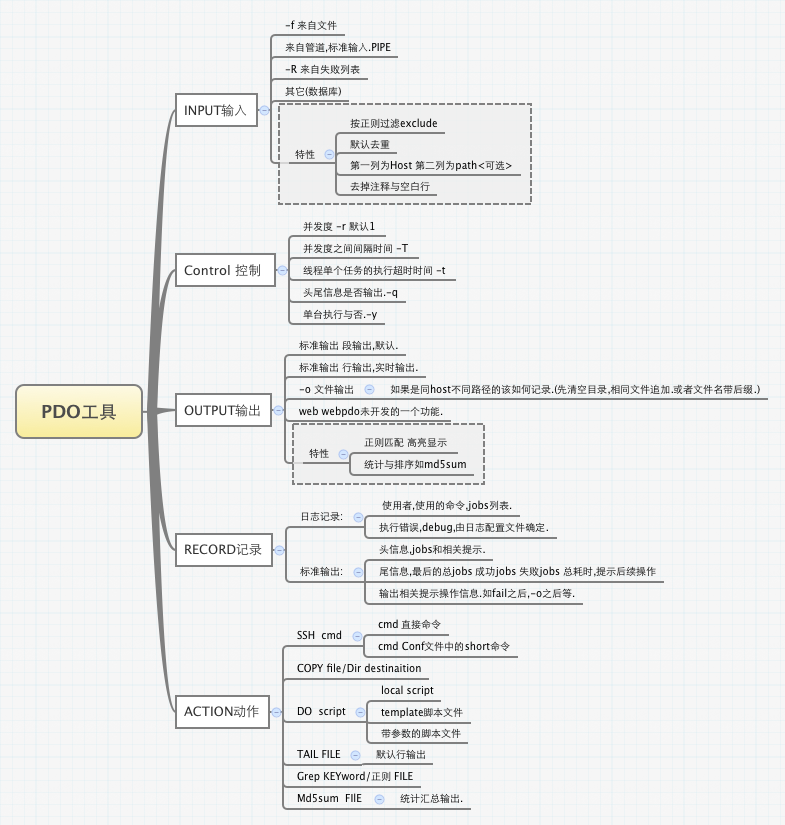 PDO工具
INPUT输入
-f 来自文件
来自管道,标准输入.PIPE
-R 来自失败列表
其它(数据库)
特性
按正则过滤exclude
默认去重
第一列为Host 第二列为path<可选>
去掉注释与空白行
Control 控制
并发度 -r 默认1
并发度之间间隔时间 -T
线程单个任务的执行超时时间 -t
头尾信息是否输出.-q
单台执行与否.-y
OUTPUT输出
标准输出 段输出,默认.
标准输出 行输出,实时输出.
-o 文件输出
如果是同host不同路径的该如何记录.(先清空目录,相同文件追加.或者文件名带后缀.)
web webpdo未开发的一个功能.
特性
正则匹配 高亮显示
统计与排序如md5sum
RECORD记录
日志记录:
使用者,使用的命令,jobs列表.
执行错误,debug,由日志配置文件确定.
标准输出:
头信息,jobs和相关提示.
尾信息,最后的总jobs 成功jobs 失败jobs 总耗时,提示后续操作
输出相关提示操作信息.如fail之后,-o之后等.
ACTION动作
SSH cmd
cmd 直接命令
cmd Conf文件中的short命令
COPY file/Dir destinaition
DO script
local script
template脚本文件
带参数的脚本文件
TAIL FILE
默认行输出
Grep KEYword/正则 FILE
Md5sum FIlE
统计汇总输出.